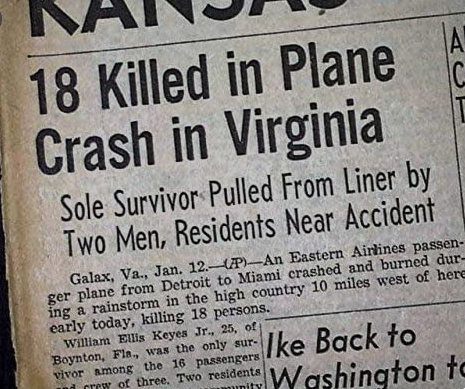 KANSAS
18 Killed in Plane
Crash in Virginia
Sole Survivor Pulled From Liner by
Two Men, Residents Near Accident
Galax, Va., Jan. 12.—(AP)—An Eastern Airlines passen-
ger plane from Detroit to Miami crashed and burned dur-
ing a rainstorm in the high country 10 miles west of here
early today, killing 18 persons.
William Ellis Keyes Jr., 25, of
Boynton, Fla., was the only sur-
vivor among the 16 passengers
and crew of three. Two residents
Ike Back to
Washington to